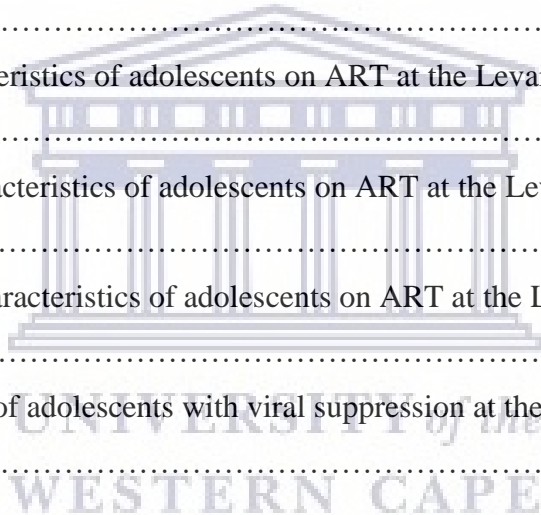 ..........................................................................
eristics of adolescents on ART at the Leva
..........................................................................
acteristics of adolescents on ART at the Le
..........................................................................
aracteristics of adolescents on ART at the L
..........................................................................
of adolescents with viral suppression at the
UNIVERSITY of the
..........................................................................
WESTERN CAPE